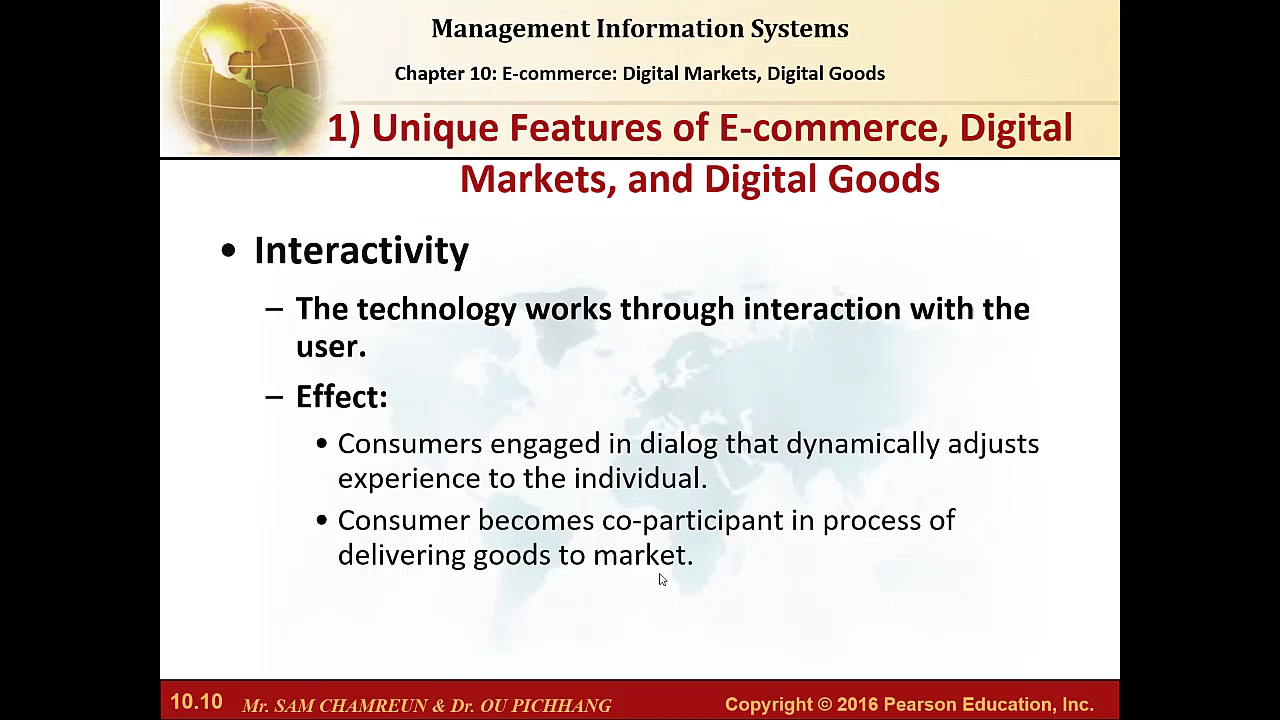 Management Information Systems
Chapter 10: E-commerce: Digital Markets, Digital Goods
1) Unique Features of E-commerce, Digital
Markets, and Digital Goods
• Interactivity
– The technology works through interaction with the
user.
– Effect:
• Consumers engaged in dialog that dynamically adjusts
experience to the individual.
• Consumer becomes co-participant in process of
delivering goods to market.
10.10 Mr. SAM CHAMREUN & Dr. OU PICHHANG Copyright © 2016 Pearson Education, Inc.